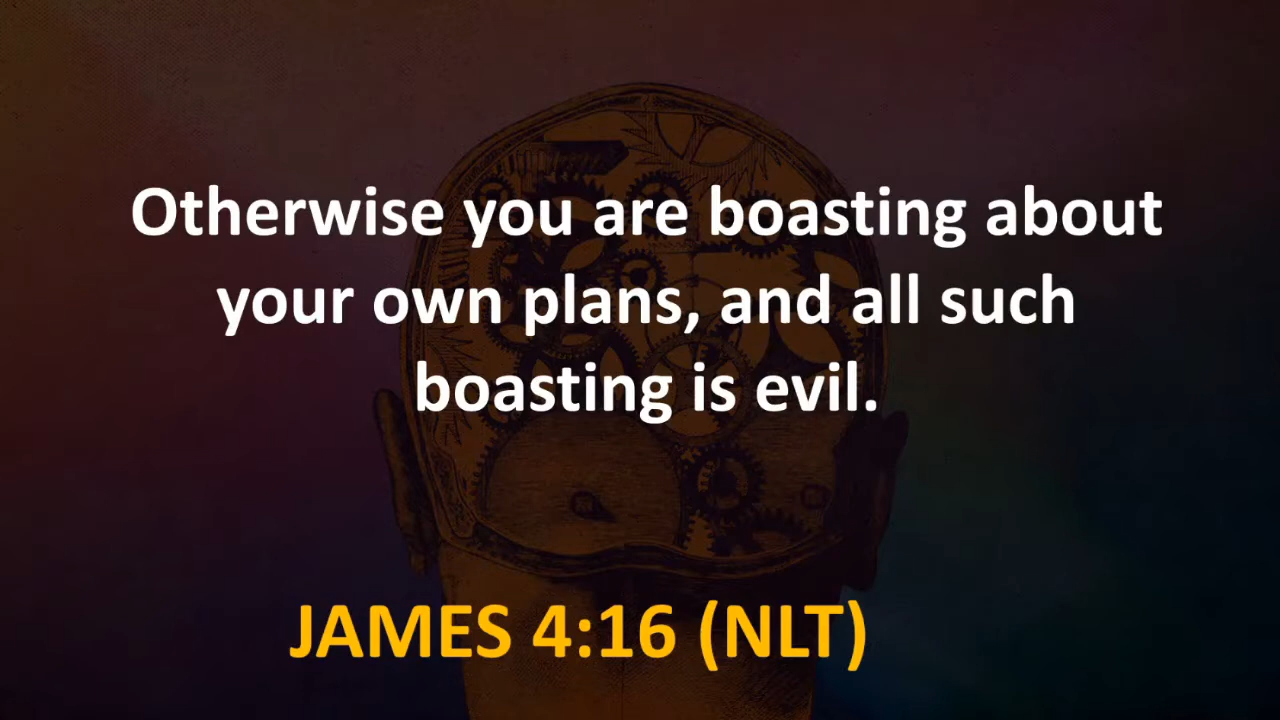 Otherwise you are boasting about
your own plans, and all such
boasting is evil.
JAMES 4:16 (NLT)